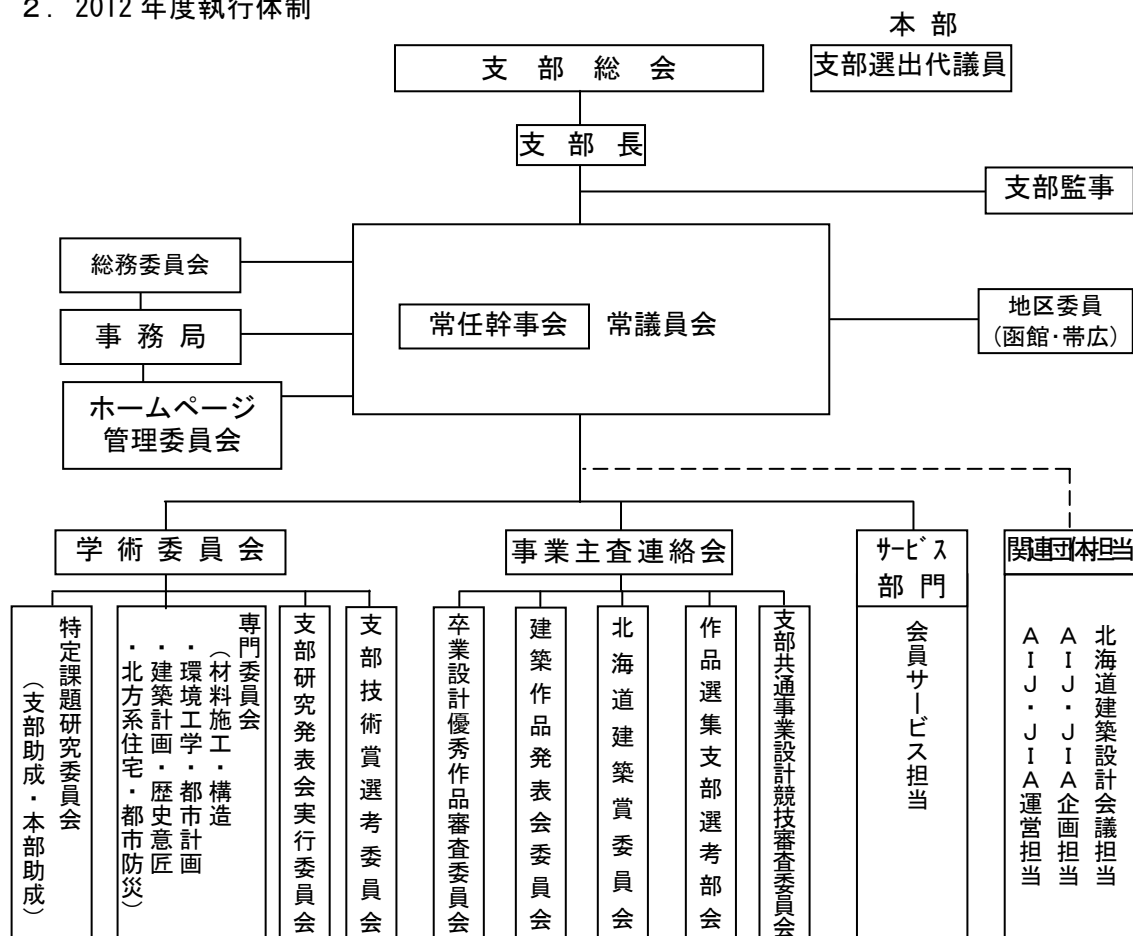 2. 2012 年度執行体制
本 部
支 部 総 会
支部選出代議員
支 部 長
支部監事
総務委員会
事 務 局
ホームページ
管理委員会
常任幹事会
常議員会
地区委員
(函館・帯広)
学 術 委 員 会
事業主査連絡会
サービス
部 門
関連団体担当
特定課題研究委員会
(支部助成・本部助成)
専門委員会
(材料施工・構造
・環境工学・都市計画
・建築計画・歴史意匠
・北方系住宅・都市防災)
支部研究発表会実行委員会
支部技術賞選考委員会
卒業設計優秀作品審査委員会
建築作品発表会委員会
北海道建築賞委員会
作品選集支部選考部会
支部共通事業設計競技審査委員会
会員サービス担当
北海道建築設計会議担当
AIJ・JIA企画担当
AIJ・JIA運営担当